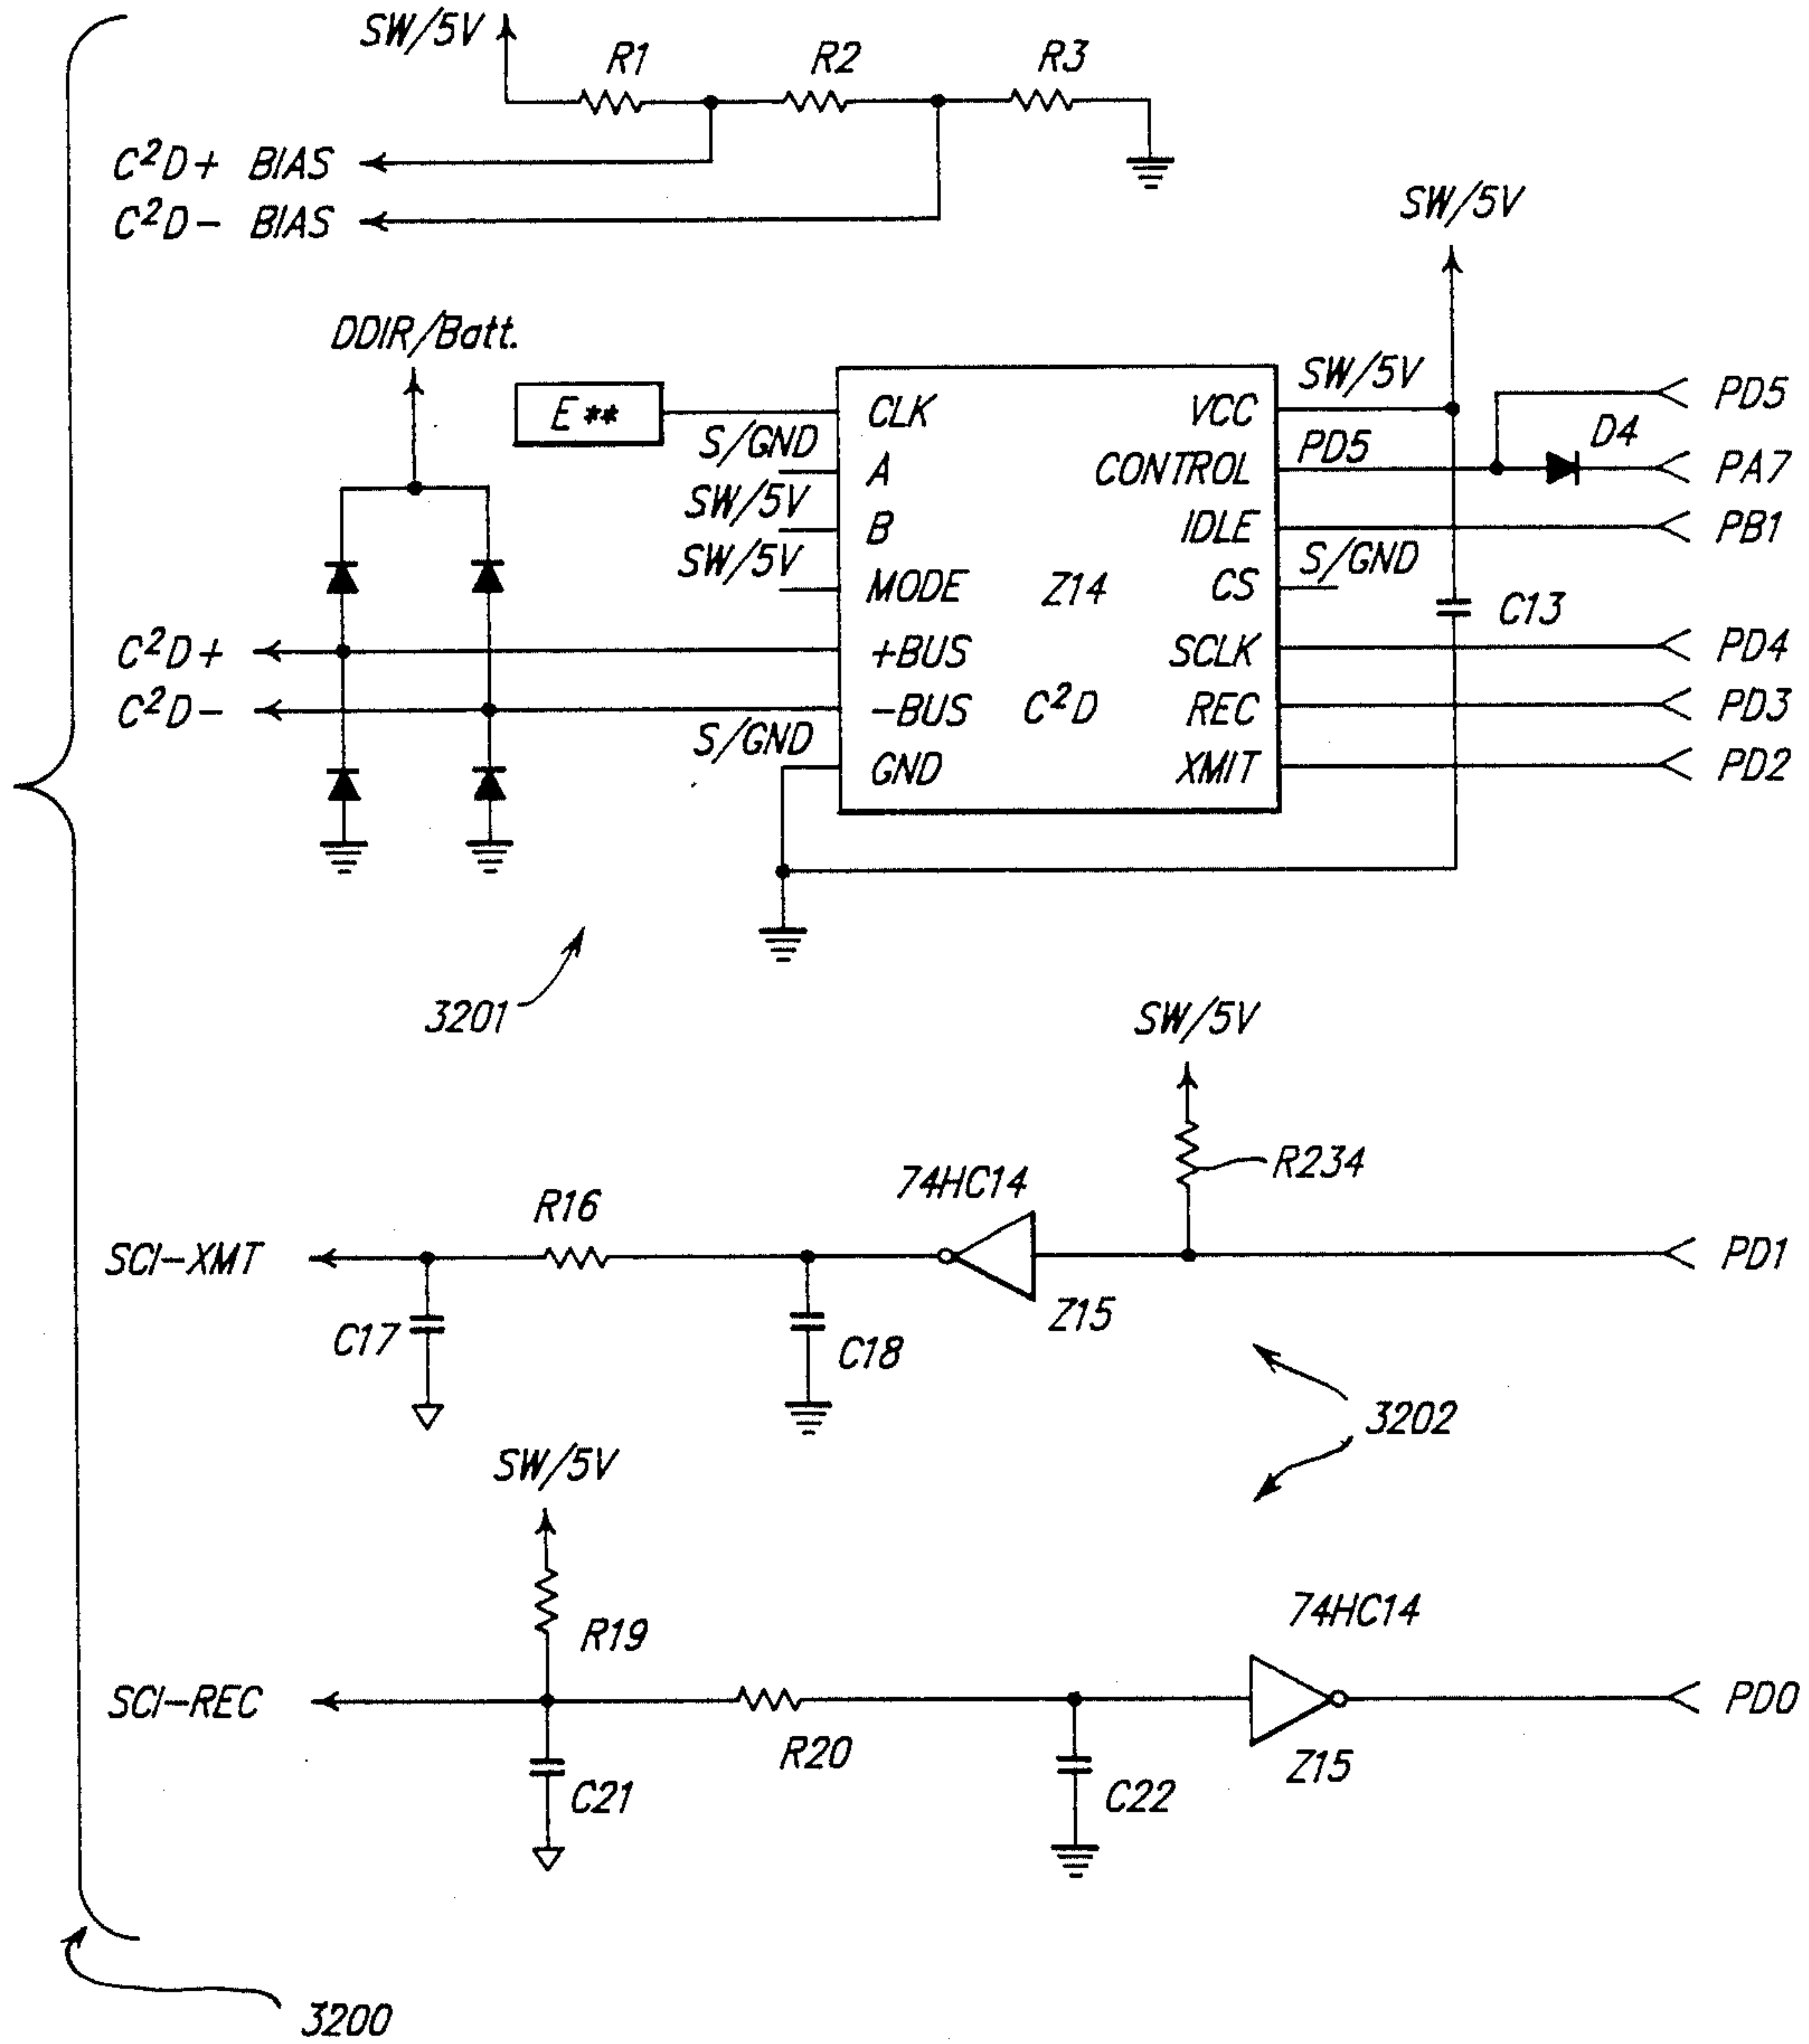 SW/5V
R1
R2
R3
C²D+ BIAS
C²D- BIAS
SW/5V
DDIR/Batt.
E**
CLK
S/GND
A
SW/5V
B
SW/5V
MODE
Z14
C²D+
+BUS
C²D-
-BUS
C²D
S/GND
GND
VCC
SW/5V
CONTROL
PD5
IDLE
CS
S/GND
SCLK
REC
XMIT
C13
PD5
D4
PA7
PB1
PD4
PD3
PD2
3201
SW/5V
R234
74HC14
R16
SCI-XMT
PD1
Z15
C17
C18
3202
SW/5V
R19
74HC14
SCI-REC
PD0
R20
Z15
C21
C22
3200